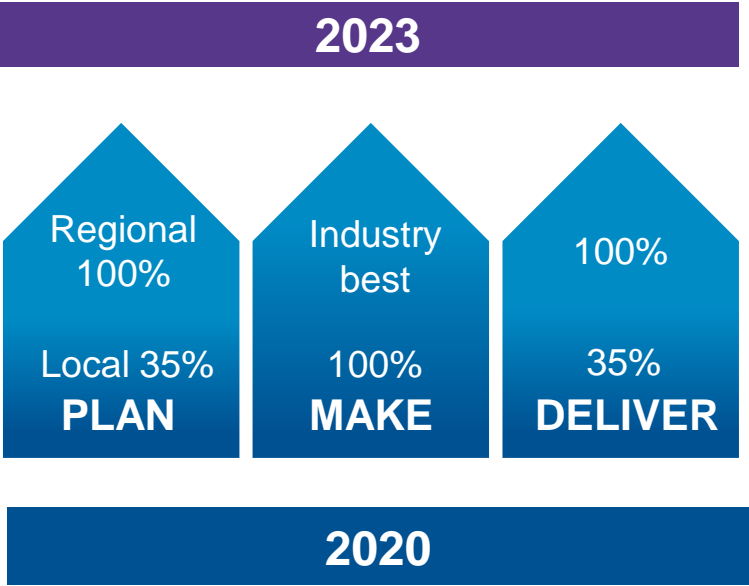 2023
Regional
100%
Local 35%
PLAN
Industry
best
100%
MAKE
100%
35%
DELIVER
2020